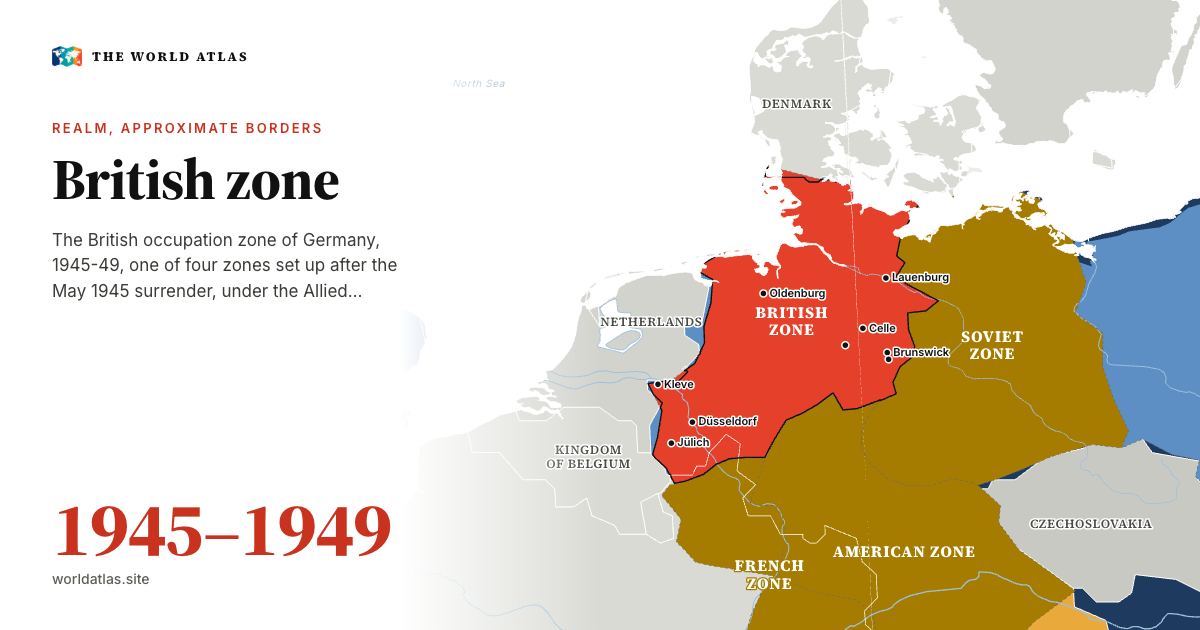 THE WORLD ATLAS
REALM, APPROXIMATE BORDERS
British zone
The British occupation zone of Germany,
1945-49, one of four zones set up after the
May 1945 surrender, under the Allied...
1945–1949
worldatlas.site
North Sea
DENMARK
Lauenburg
Oldenburg
BRITISH
ZONE
NETHERLANDS
Celle
SOVIET
ZONE
Brunswick
Kleve
Düsseldorf
Jülich
KINGDOM
OF BELGIUM
CZECHOSLOVAKIA
AMERICAN ZONE
FRENCH
ZONE